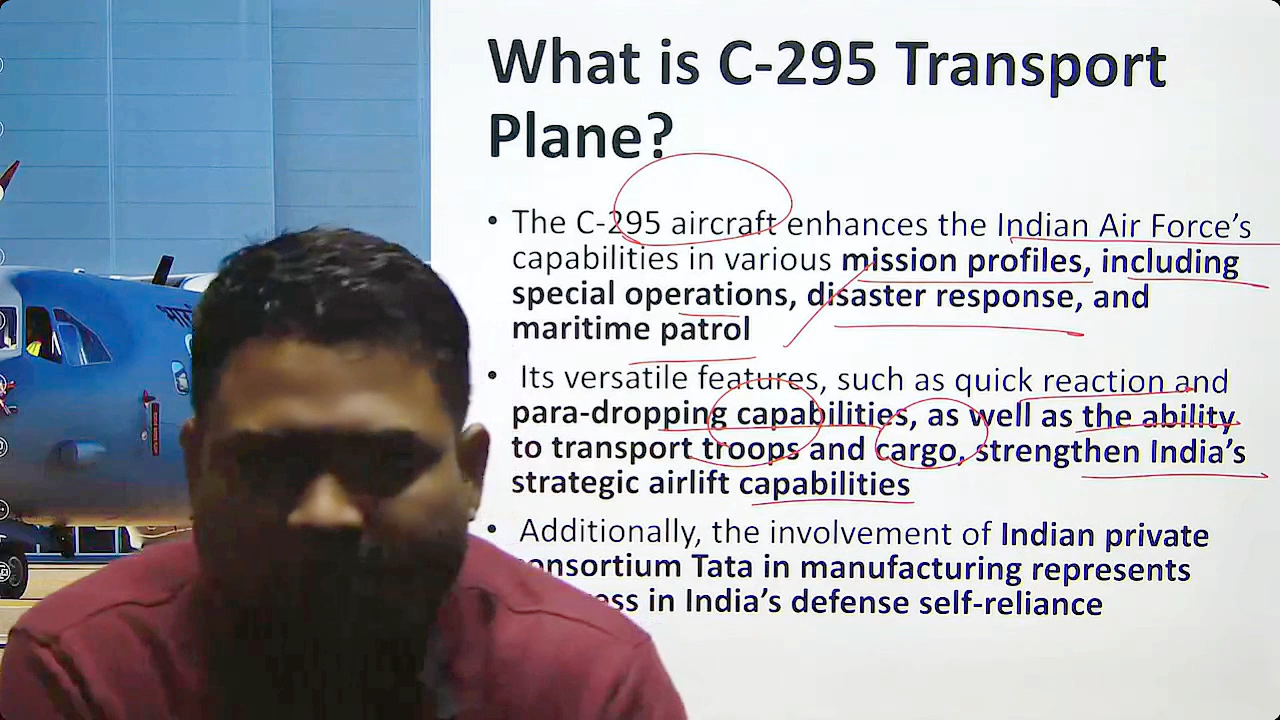 What is C-295 Transport
Plane?
• The C-295 aircraft enhances the Indian Air Force's
capabilities in various mission profiles, including
special operations, disaster response, and
maritime patrol
• Its versatile features, such as quick reaction and
para-dropping capabilities, as well as the ability
to transport troops and cargo, strengthen India's
strategic airlift capabilities
• Additionally, the involvement of Indian private
Tata in manufacturing represents
in India's defense self-reliance